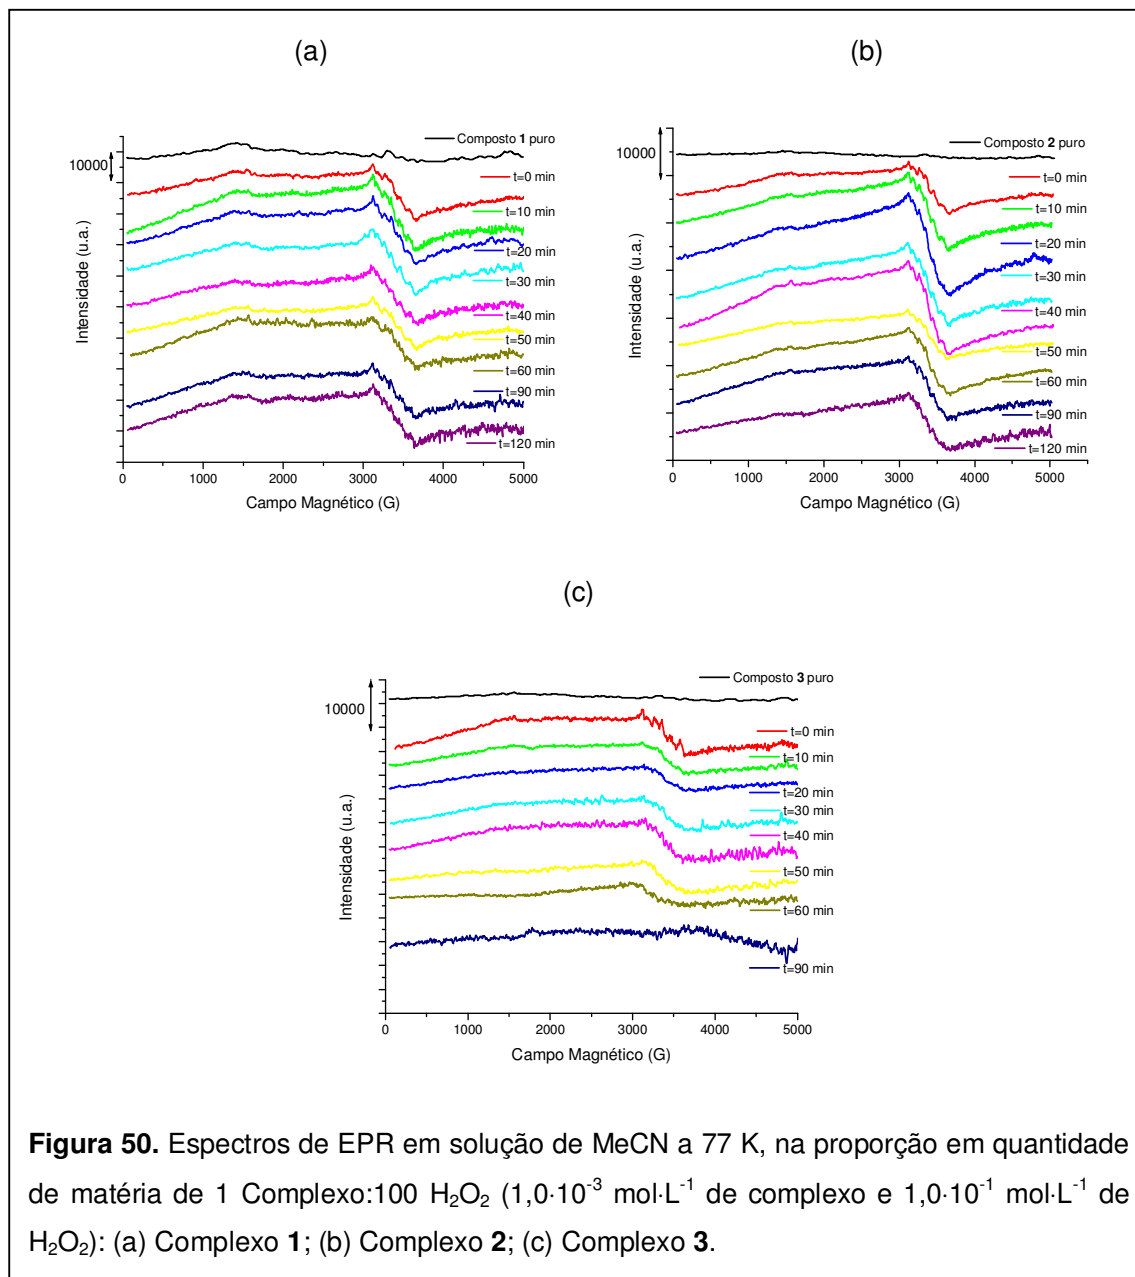 (a)
Composto 1 puro
10000
t=0 min
t=10 min
t=20 min
t=30 min
t=40 min
t=50 min
t=60 min
t=90 min
t=120 min
Intensidade (u.a.)
0 1000 2000 3000 4000 5000
Campo Magnético (G)
(b)
Composto 2 puro
10000
t=0 min
t=10 min
t=20 min
t=30 min
t=40 min
t=50 min
t=60 min
t=90 min
t=120 min
Intensidade (u.a.)
0 1000 2000 3000 4000 5000
Campo Magnético (G)
(c)
Composto 3 puro
10000
t=0 min
t=10 min
t=20 min
t=30 min
t=40 min
t=50 min
t=60 min
t=90 min
Intensidade (u.a.)
0 1000 2000 3000 4000 5000
Campo Magnético (G)
Figura 50. Espectros de EPR em solução de MeCN a 77 K, na proporção em quantidade
de matéria de 1 Complexo:100 H₂O₂ (1,0·10⁻³ mol·L⁻¹ de complexo e 1,0·10⁻¹ mol·L⁻¹ de
H₂O₂): (a) Complexo 1; (b) Complexo 2; (c) Complexo 3.